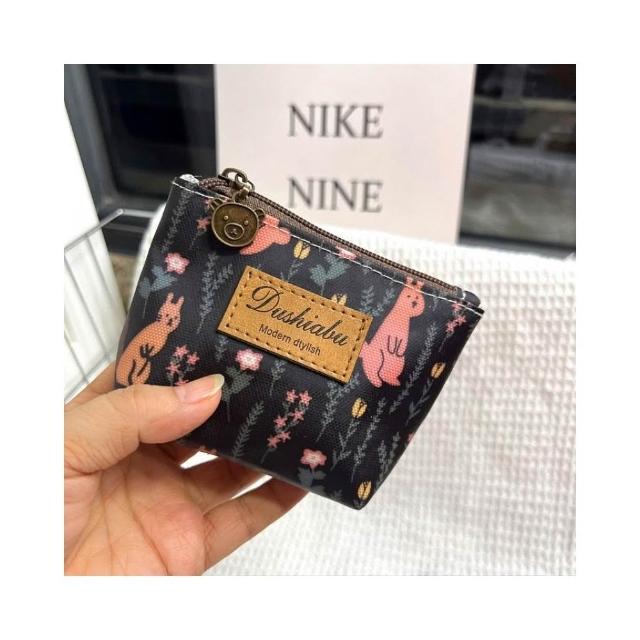 NIKE
NINE
Dushiabu
Modern dtylish